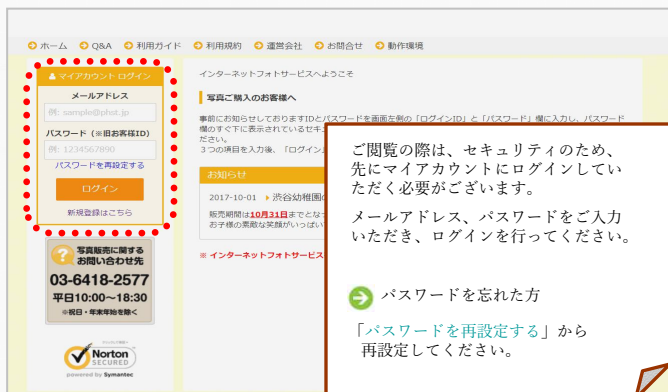 ホーム Q&A 利用ガイド 利用規約 運営会社 お問合せ 動作環境
マイアカウント ログイン
メールアドレス
例: sample@phst.jp
パスワード（※旧お客様ID）
例: 1234567890
パスワードを再設定する
ログイン
新規登録はこちら
写真販売に関する
お問い合わせ先
03-6418-2577
平日10:00~18:30
※祝日・年末年始を除く
Norton
SECURED
powered by Symantec
インターネットフォトサービスへようこそ
写真ご購入のお客様へ
事前にお知らせしておりますIDとパスワードを画面左側の「ログインID」と「パスワード」欄に入力し、パスワード
欄のすぐ下に表示されているセキ
ださい。
３つの項目を入力後、「ログイン
お知らせ
2017-10-01 渋谷幼稚園
販売期間は10月31日までとな
お子様の素敵な笑顔がいっぱい
※ インターネットフォトサービス
ご閲覧の際は、セキュリティのため、
先にマイアカウントにログインしてい
ただく必要がございます。
メールアドレス、パスワードをご入力
いただき、ログインを行ってください。
パスワードを忘れた方
「パスワードを再設定する」から
再設定してください。